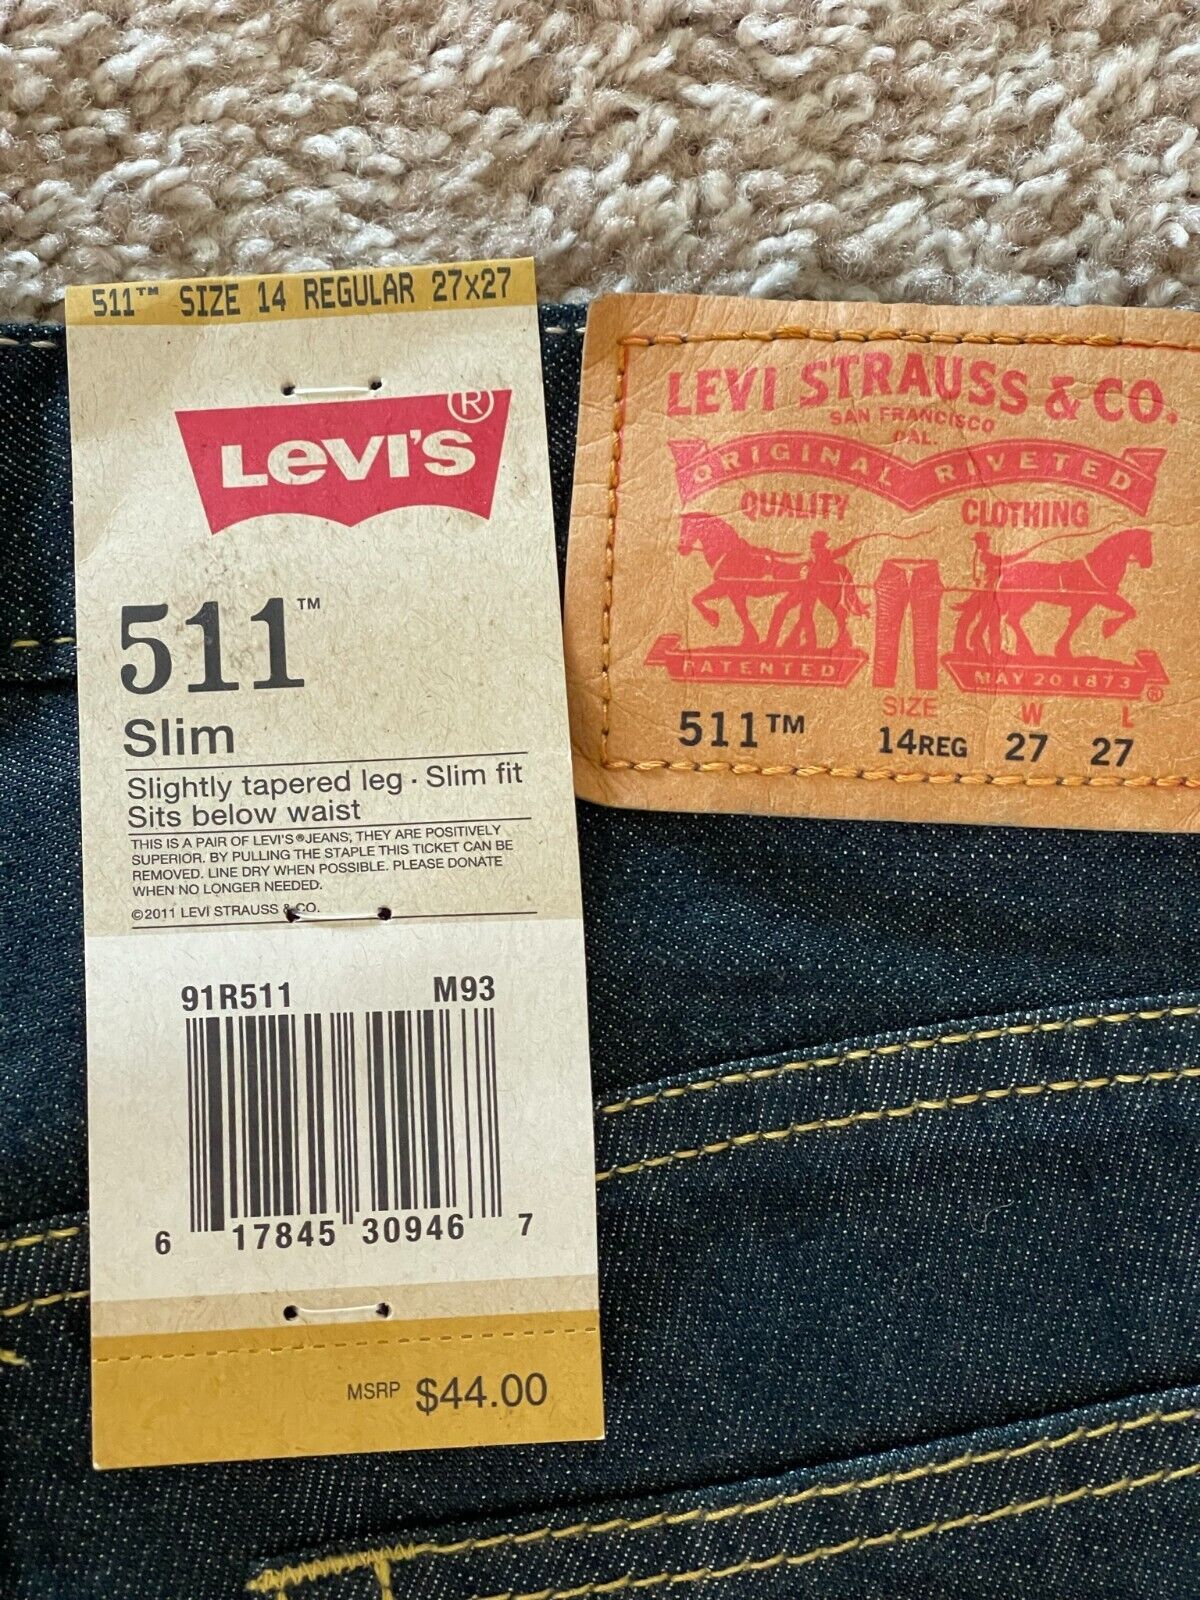 511™ SIZE 14 REGULAR 27x27
LEVI'S®
511™
Slim
Slightly tapered leg · Slim fit
Sits below waist
THIS IS A PAIR OF LEVI'S® JEANS, THEY ARE POSITIVELY
SUPERIOR. BY PULLING THE STAPLE THIS TICKET CAN BE
REMOVED. LINE DRY WHEN POSSIBLE. PLEASE DONATE
WHEN NO LONGER NEEDED.
©2011 LEVI STRAUSS & CO.
91R511 M93
6 17845 30946 7
MSRP $44.00
LEVI STRAUSS & CO.
SAN FRANCISCO
CAL.
ORIGINAL RIVETED
QUALITY CLOTHING
PATENTED MAY 20 1873 ®
SIZE W L
511™ 14REG 27 27